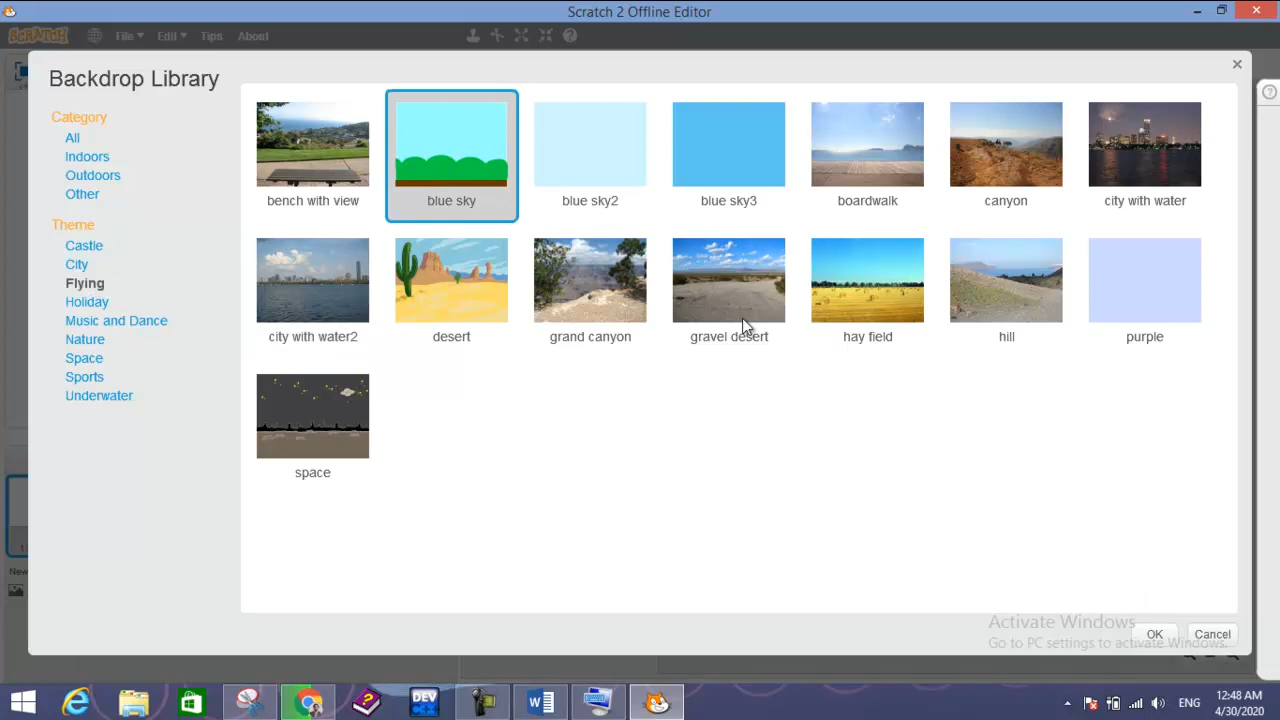 Scratch 2 Offline Editor
SCRATCH File Edit Tips About
Backdrop Library
Category
All
Indoors
Outdoors
Other
Theme
Castle
City
Flying
Holiday
Music and Dance
Nature
Space
Sports
Underwater
bench with view blue sky blue sky2 blue sky3 boardwalk canyon city with water
city with water2 desert grand canyon gravel desert hay field hill purple
space
New
Activate Windows
Go to PC settings to activate Windows.
OK Cancel
DEV
ENG
12:48 AM
4/30/2020